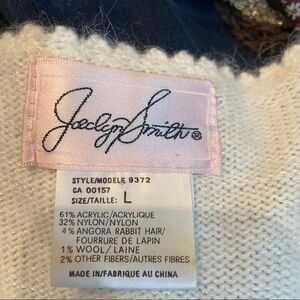 Jaclyn Smith®
STYLE/MODELE 9372
CA 00157
SIZE/TAILLE: L
61% ACRYLIC/ACRYLIQUE
32% NYLON/NYLON
4% ANGORA RABBIT HAIR/
FOURRURE DE LAPIN
1% WOOL/LAINE
2% OTHER FIBERS/AUTRES FIBRES
MADE IN/FABRIQUE AU CHINA